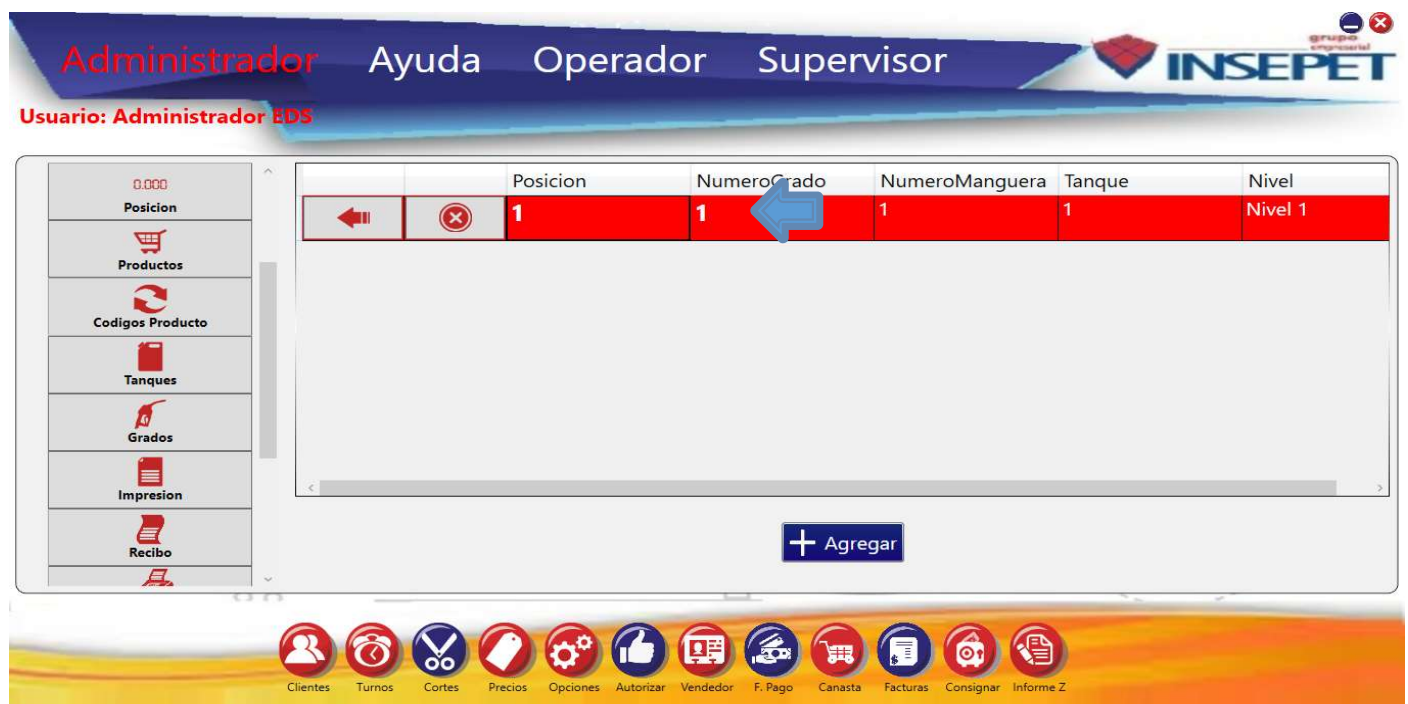 Administrador Ayuda Operador Supervisor
grupo
empresarial
INSEPET
Usuario: Administrador EDS
0.000
Posicion
Productos
Codigos Producto
Tanques
Grados
Impresion
Recibo
Posicion NumeroGrado NumeroManguera Tanque Nivel
1 1 1 1 Nivel 1
Agregar
Clientes Turnos Cortes Precios Opciones Autorizar Vendedor F. Pago Canasta Facturas Consignar Informe Z